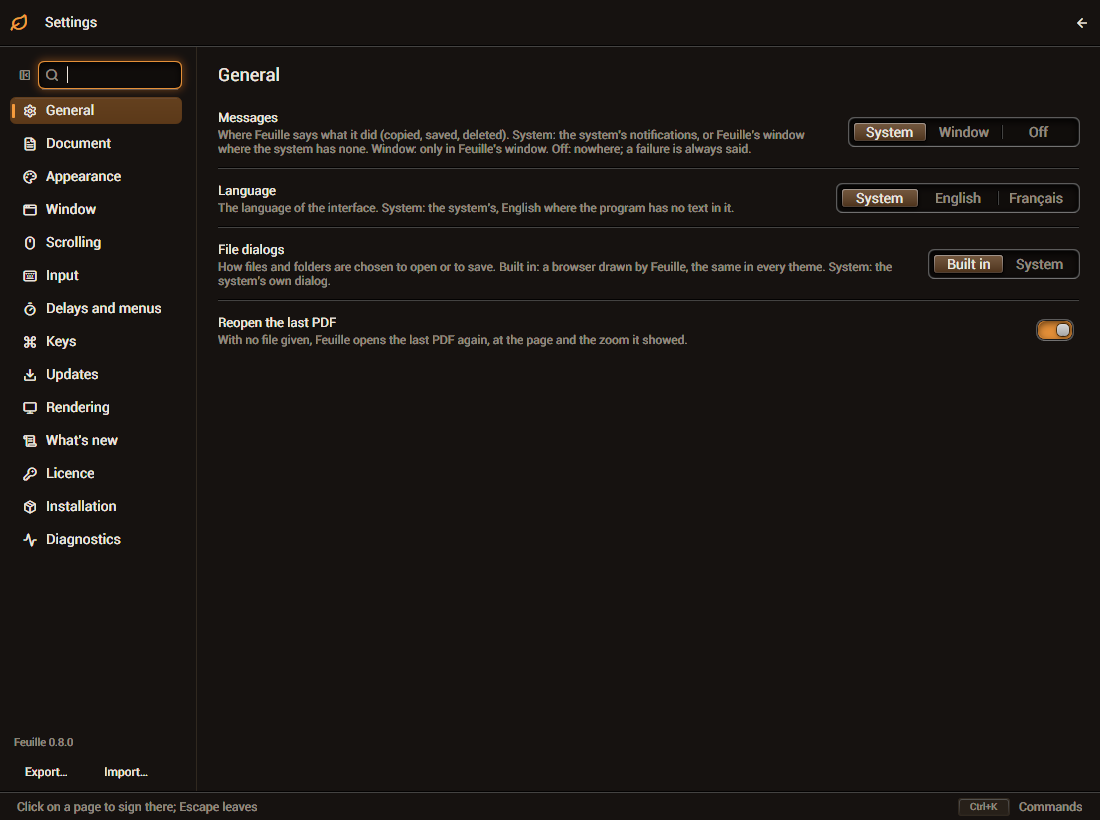 Settings
General
Document
Appearance
Window
Scrolling
Input
Delays and menus
Keys
Updates
Rendering
What's new
Licence
Installation
Diagnostics
Feuille 0.8.0
Export...
Import...
General
Messages
Where Feuille says what it did (copied, saved, deleted). System: the system's notifications, or Feuille's window
where the system has none. Window: only in Feuille's window. Off: nowhere; a failure is always said.
System Window Off
Language
The language of the interface. System: the system's, English where the program has no text in it.
System English Français
File dialogs
How files and folders are chosen to open or to save. Built in: a browser drawn by Feuille, the same in every theme. System: the
system's own dialog.
Built in System
Reopen the last PDF
With no file given, Feuille opens the last PDF again, at the page and the zoom it showed.
Click on a page to sign there; Escape leaves
Ctrl+K Commands